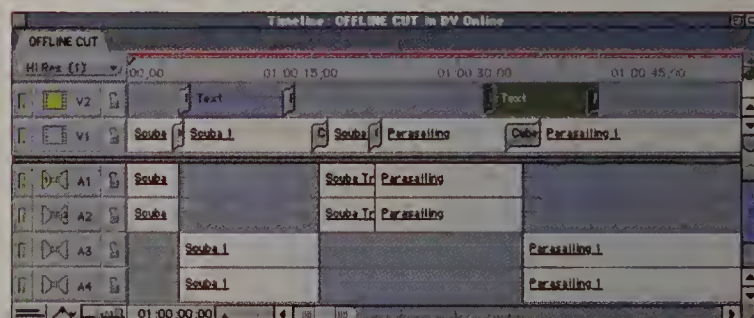 Timeline : OFFLINE CUT in DV Online
OFFLINE CUT
Hi Res (1) 00;00 01:00:15;00 01:00:30;00 01:00:45;00
V2 Text Text
V1 Scuba Scuba 1 C Scuba Parasailing Cube Parasailing 1
A1 Scuba Scuba Tr Parasailing
A2 Scuba Scuba Tr Parasailing
A3 Scuba 1 Parasailing 1
A4 Scuba 1 Parasailing 1
01:00:00;00